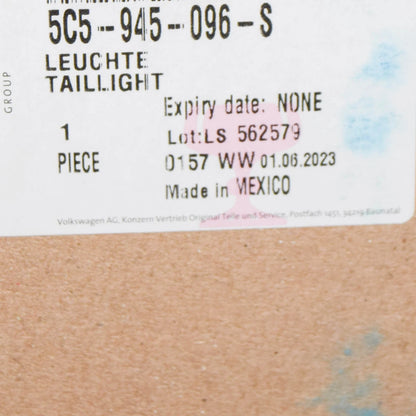 5C5-945-096-S
LEUCHTE
TAILLIGHT
GROUP
Expiry date: NONE
1
Lot:LS 562579
PIECE
0157 WW 01.06.2023
Made in MEXICO
Volkswagen AG, Konzern Vertrieb Original Teile und Service, Postfach 1451, 34219 Baunatal